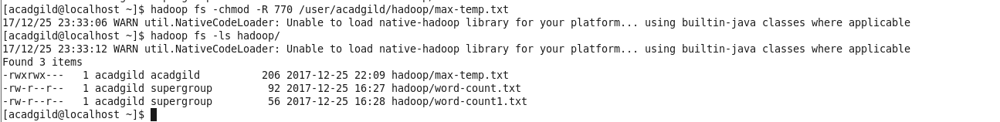 [acadgild@localhost ~]$ hadoop fs -chmod -R 770 /user/acadgild/hadoop/max-temp.txt
17/12/25 23:33:06 WARN util.NativeCodeLoader: Unable to load native-hadoop library for your platform... using builtin-java classes where applicable
[acadgild@localhost ~]$ hadoop fs -ls hadoop/
17/12/25 23:33:12 WARN util.NativeCodeLoader: Unable to load native-hadoop library for your platform... using builtin-java classes where applicable
Found 3 items
-rwxrwx---   1 acadgild acadgild          206 2017-12-25 22:09 hadoop/max-temp.txt
-rw-r--r--   1 acadgild supergroup         92 2017-12-25 16:27 hadoop/word-count.txt
-rw-r--r--   1 acadgild supergroup         56 2017-12-25 16:28 hadoop/word-count1.txt
[acadgild@localhost ~]$